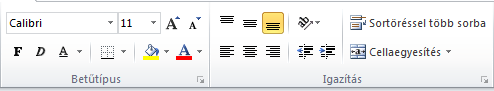 Calibri 11 A A Sortöréssel több sorba
F D A A Cellaegyesítés
Betűtípus Igazítás